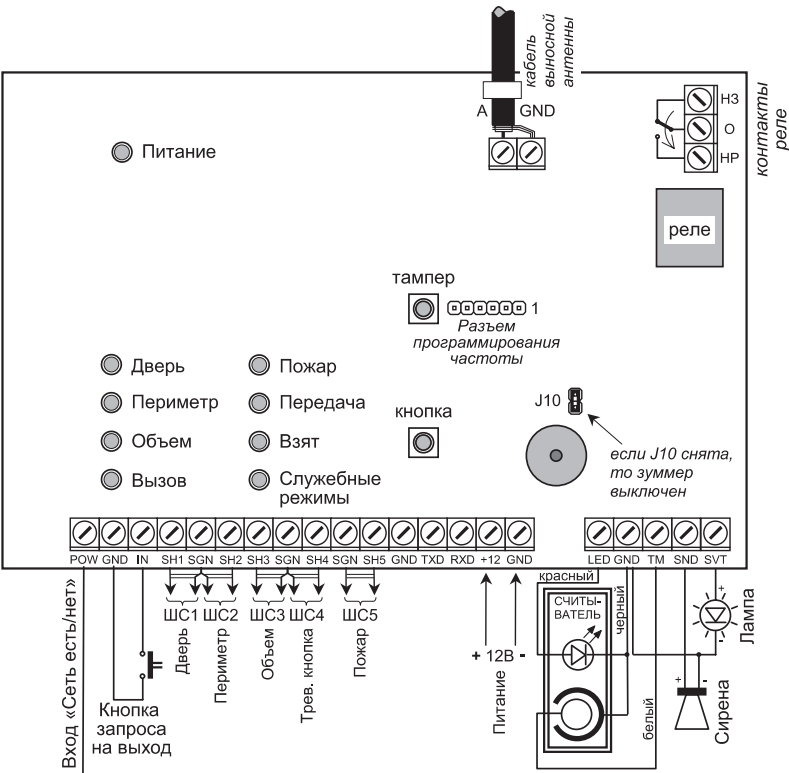 кабель
выносной
антенны
A GND
НЗ
О
НР
контакты
реле
Питание
реле
тампер
1
Разъем
программирования
частоты
Дверь
Периметр
Объем
Вызов
Пожар
Передача
Взят
Служебные
режимы
кнопка
J10
если J10 снята,
то зуммер
выключен
POW GND IN SH1 SGN SH2 SH3 SGN SH4 SGN SH5 GND TXD RXD +12 GND
LED GND TM SND SVT
Вход «Сеть есть/нет»
Кнопка
запроса
на выход
ШС1 ШС2 ШС3 ШС4 ШС5
Дверь
Периметр
Объем
Трев. кнопка
Пожар
+ 12В -
Питание
красный
СЧИТЫ-
ВАТЕЛЬ
черный
белый
+
-
Лампа
+ -
Сирена